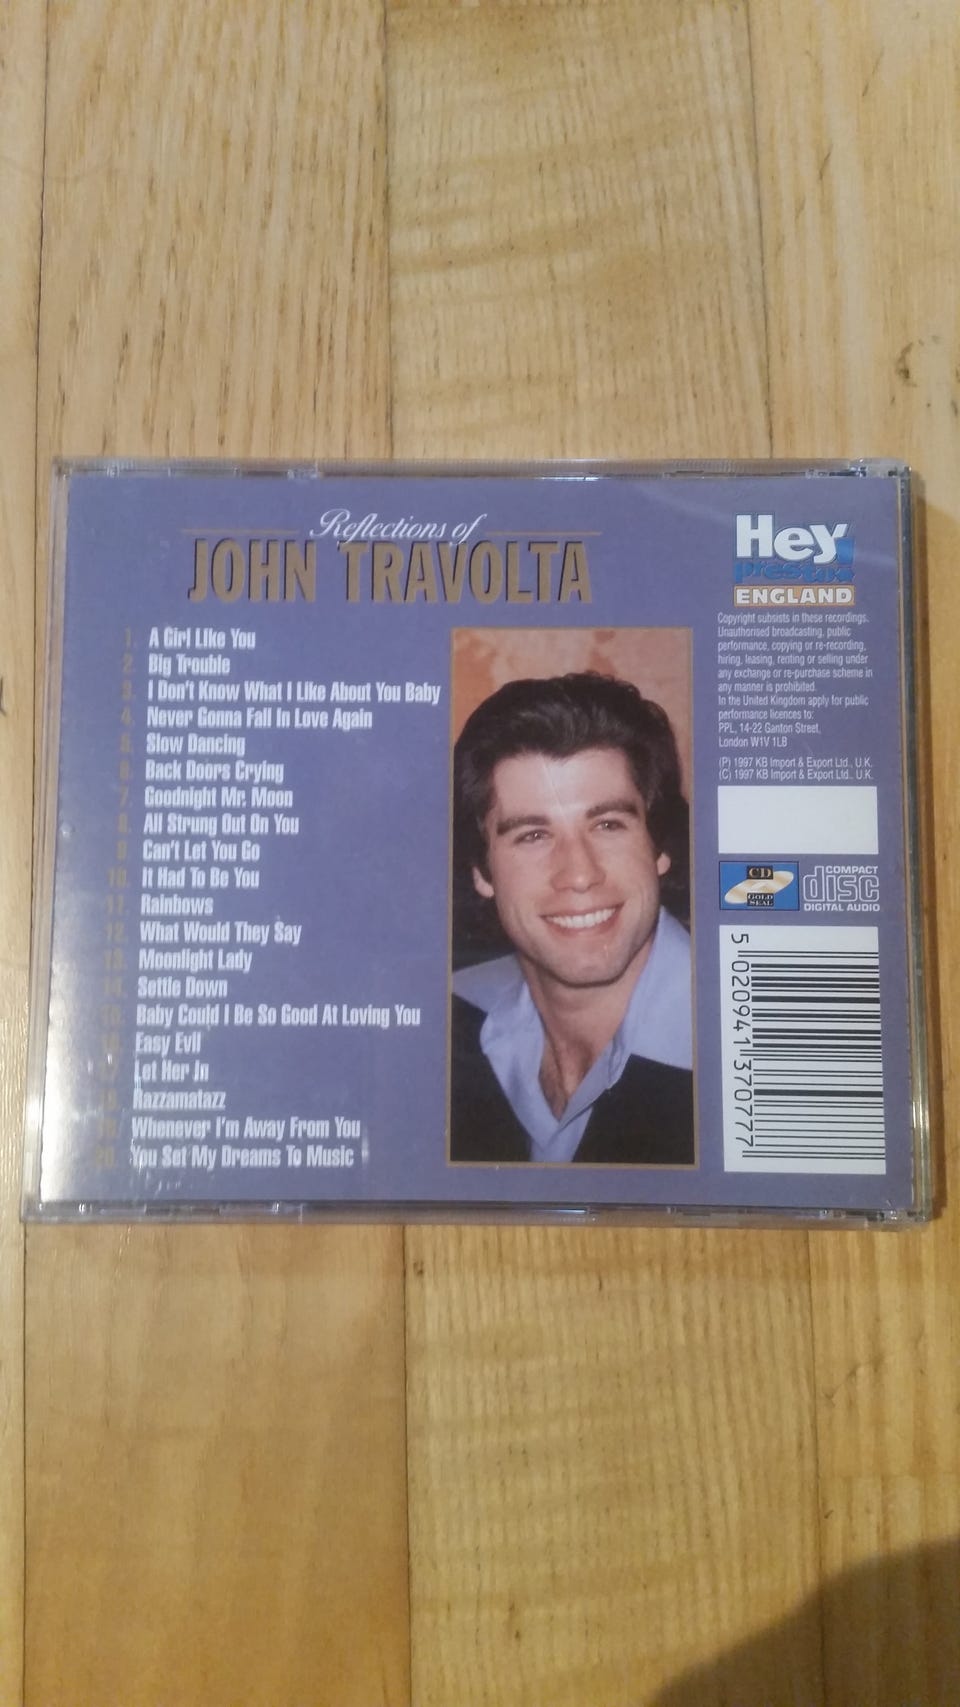 Reflections of
JOHN TRAVOLTA
1. A Girl Like You
2. Big Trouble
3. I Don't Know What I Like About You Baby
4. Never Gonna Fall In Love Again
5. Slow Dancing
6. Back Doors Crying
7. Goodnight Mr. Moon
8. All Strung Out On You
9. Can't Let You Go
10. It Had To Be You
11. Rainbows
12. What Would They Say
13. Moonlight Lady
14. Settle Down
15. Baby Could I Be So Good At Loving You
16. Easy Evil
17. Let Her In
18. Razzamatazz
19. Whenever I'm Away From You
20. You Set My Dreams To Music
Hey
presto
ENGLAND
Copyright subsists in these recordings.
Unauthorised broadcasting, public
performance, copying or re-recording,
hiring, leasing, renting or selling under
any exchange or re-purchase scheme in
any manner is prohibited.
In the United Kingdom apply for public
performance licences to:
PPL, 14-22 Ganton Street,
London W1V 1LB
(P) 1997 KB Import & Export Ltd., U.K.
(C) 1997 KB Import & Export Ltd., U.K.
CD
GOLD
SEAL
COMPACT
disc
DIGITAL AUDIO
5 020941 370777